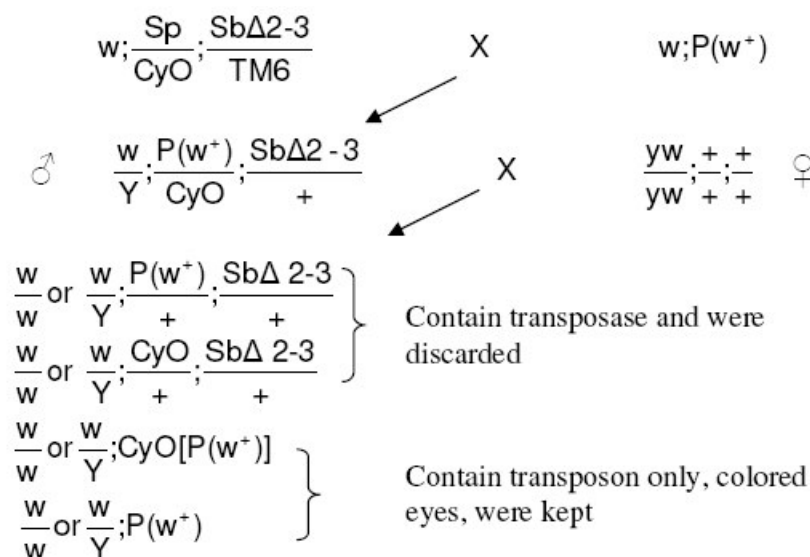 w; Sp/CyO; SbΔ2-3/TM6 X w;P(w⁺)
♂ w/Y; P(w⁺)/CyO; SbΔ2-3/+ X yw/yw; +/+; +/+ ♀
w/w or w/Y; P(w⁺)/+; SbΔ 2-3/+
w/w or w/Y; CyO/+; SbΔ 2-3/+
Contain transposase and were
discarded
w/w or w/Y;CyO[P(w⁺)]
w/w or w/Y;P(w⁺)
Contain transposon only, colored
eyes, were kept